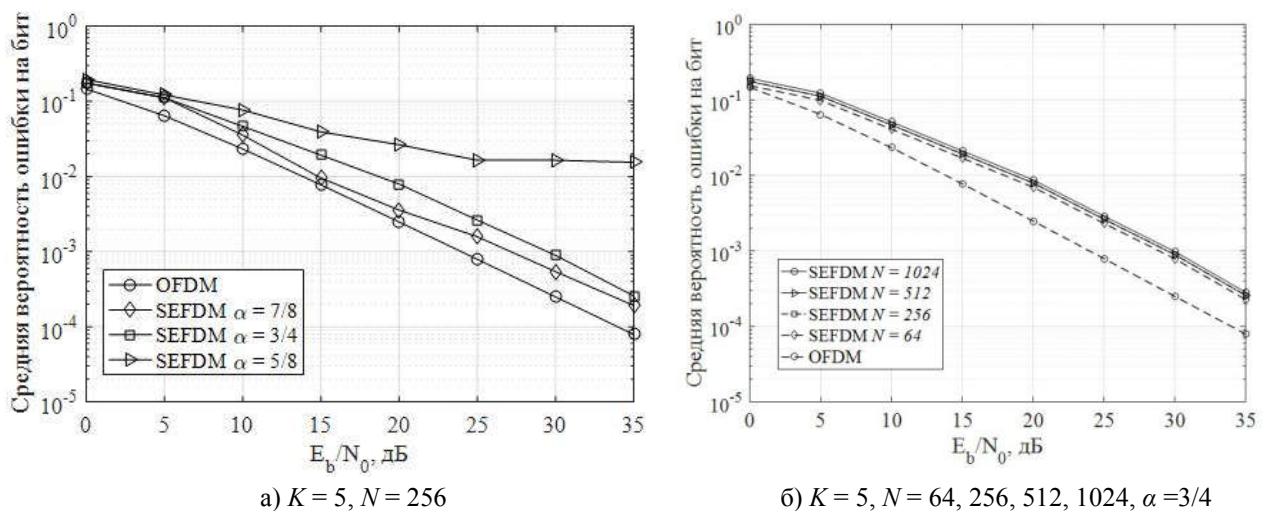 Средняя вероятность ошибки на бит
10^0
10^-1
10^-2
10^-3
10^-4
10^-5
OFDM
SEFDM α = 7/8
SEFDM α = 3/4
SEFDM α = 5/8
0 5 10 15 20 25 30 35
E_b/N_0, дБ
а) K = 5, N = 256
Средняя вероятность ошибки на бит
10^0
10^-1
10^-2
10^-3
10^-4
10^-5
SEFDM N = 1024
SEFDM N = 512
SEFDM N = 256
SEFDM N = 64
OFDM
0 5 10 15 20 25 30 35
E_b/N_0, дБ
б) K = 5, N = 64, 256, 512, 1024, α =3/4